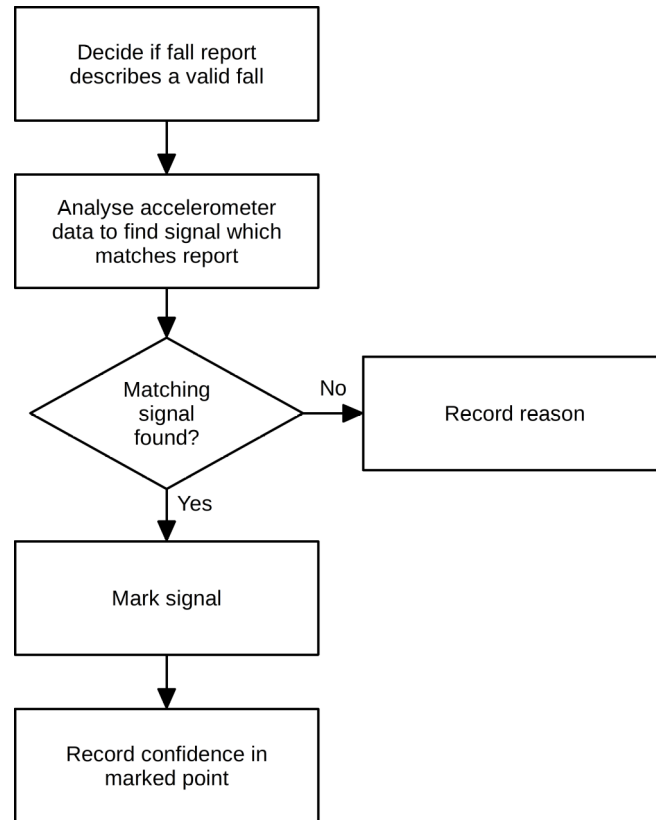 Decide if fall report
describes a valid fall
Analyse accelerometer
data to find signal which
matches report
Matching
signal
found?
No
Record reason
Yes
Mark signal
Record confidence in
marked point